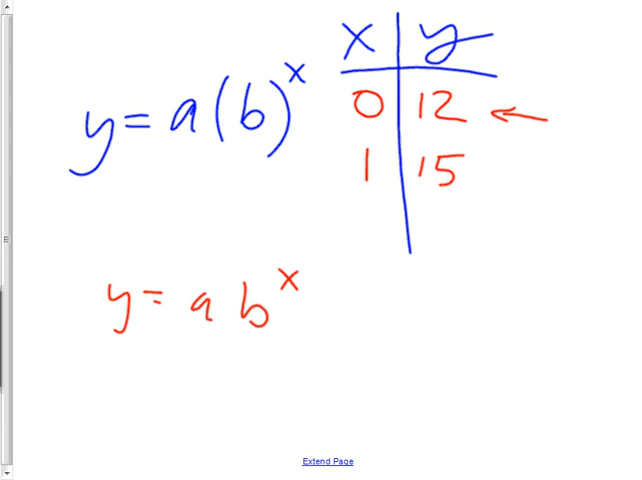 x y
y = a(b)^x
0 12 ←
1 15
y = a b^x
Extend Page